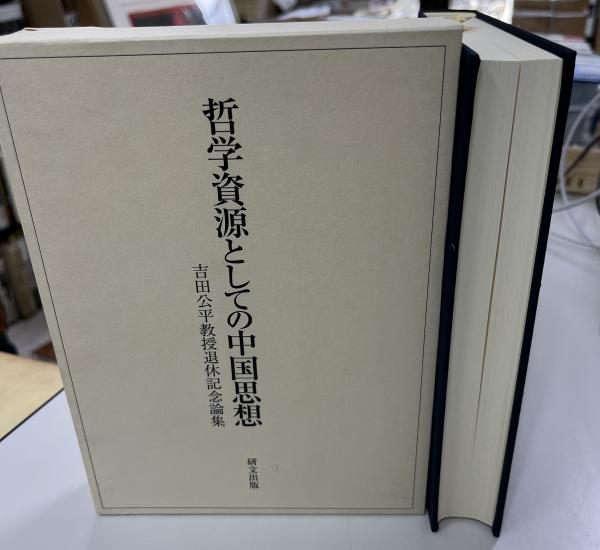 哲学資源としての中国思想
吉田公平教授退休記念論集
研文出版